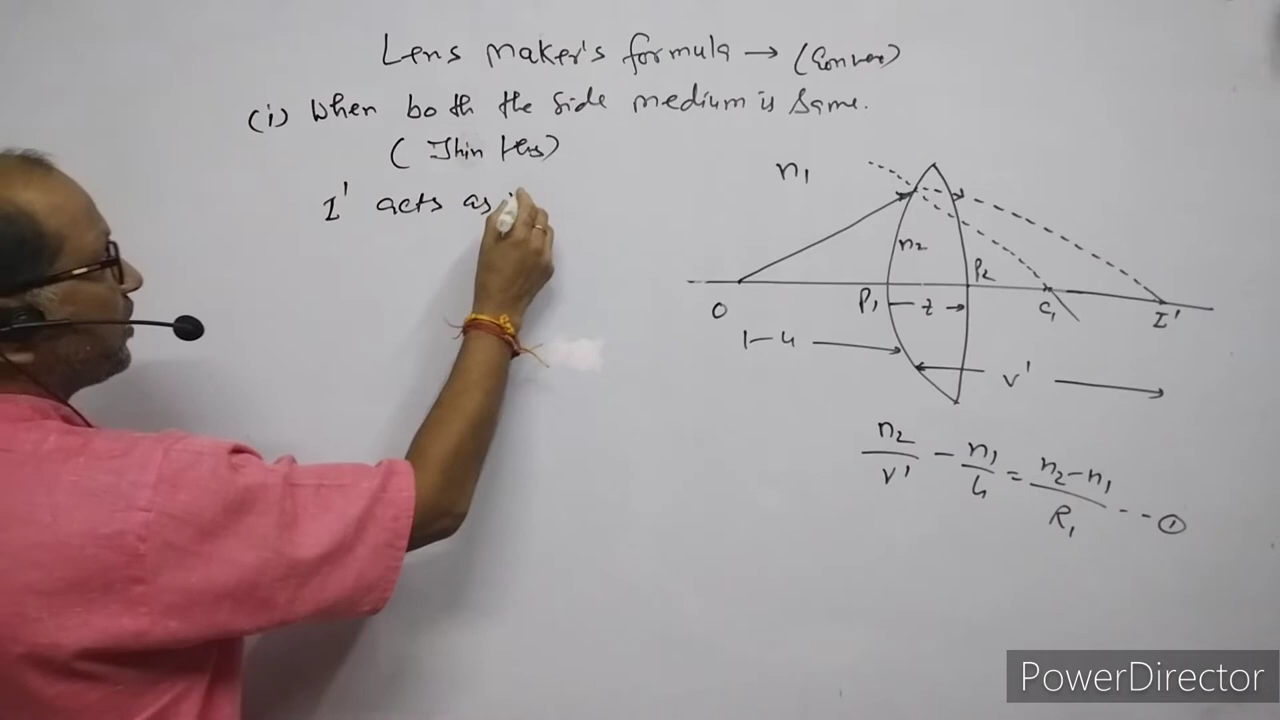 Lens maker's formula → (Convex)
(i) When both the side medium is same.
(Thin lens)
I' acts as
n₁
n₂
P₂
O
P₁
t
C₁
I'
1-u
v'
n₂/v' - n₁/u = n₂-n₁/R₁ ---①
PowerDirector